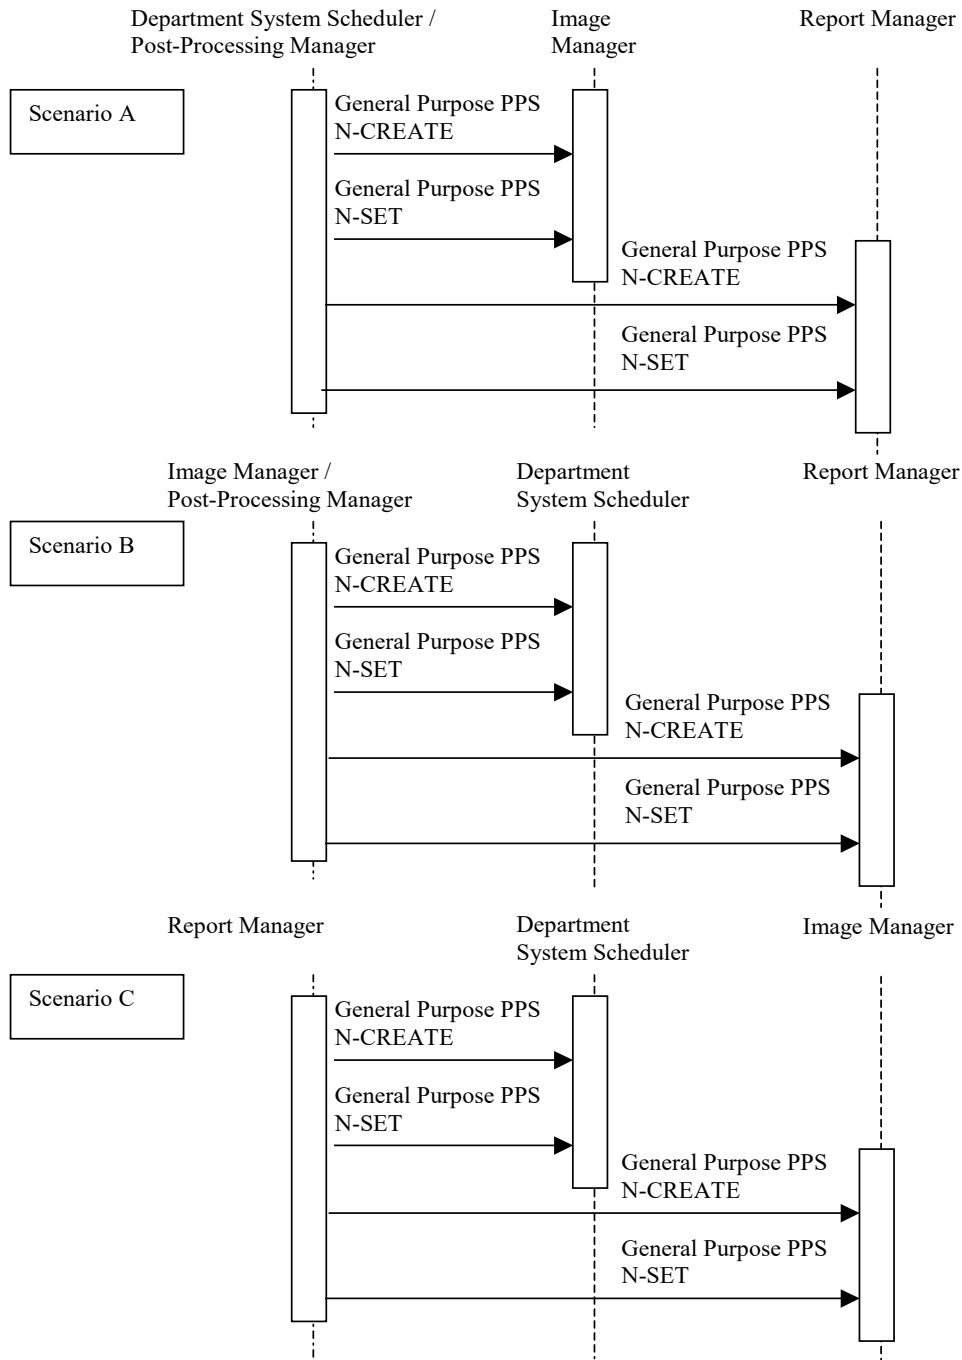 Department System Scheduler /
Post-Processing Manager
Image
Manager
Report Manager
Scenario A
General Purpose PPS
N-CREATE
General Purpose PPS
N-SET
General Purpose PPS
N-CREATE
General Purpose PPS
N-SET
Image Manager /
Post-Processing Manager
Department
System Scheduler
Report Manager
Scenario B
General Purpose PPS
N-CREATE
General Purpose PPS
N-SET
General Purpose PPS
N-CREATE
General Purpose PPS
N-SET
Report Manager
Department
System Scheduler
Image Manager
Scenario C
General Purpose PPS
N-CREATE
General Purpose PPS
N-SET
General Purpose PPS
N-CREATE
General Purpose PPS
N-SET